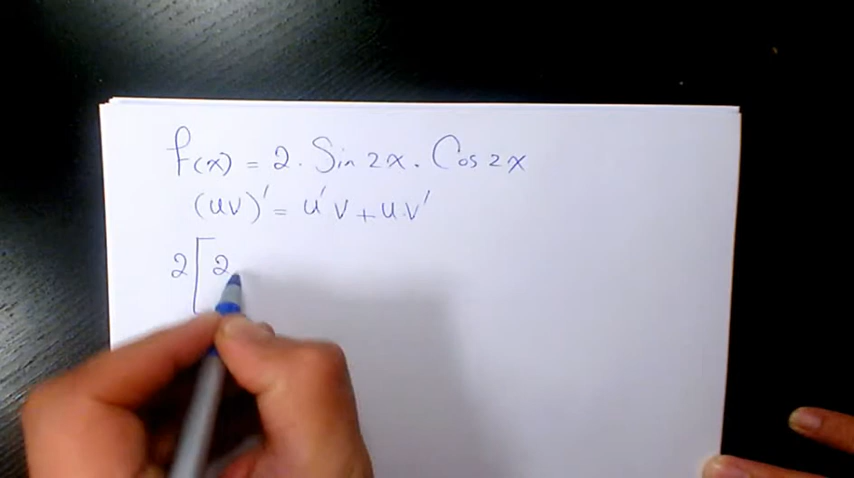 f(x) = 2 . Sin 2x . Cos 2x
(uv)' = u'v + u.v'
2[2